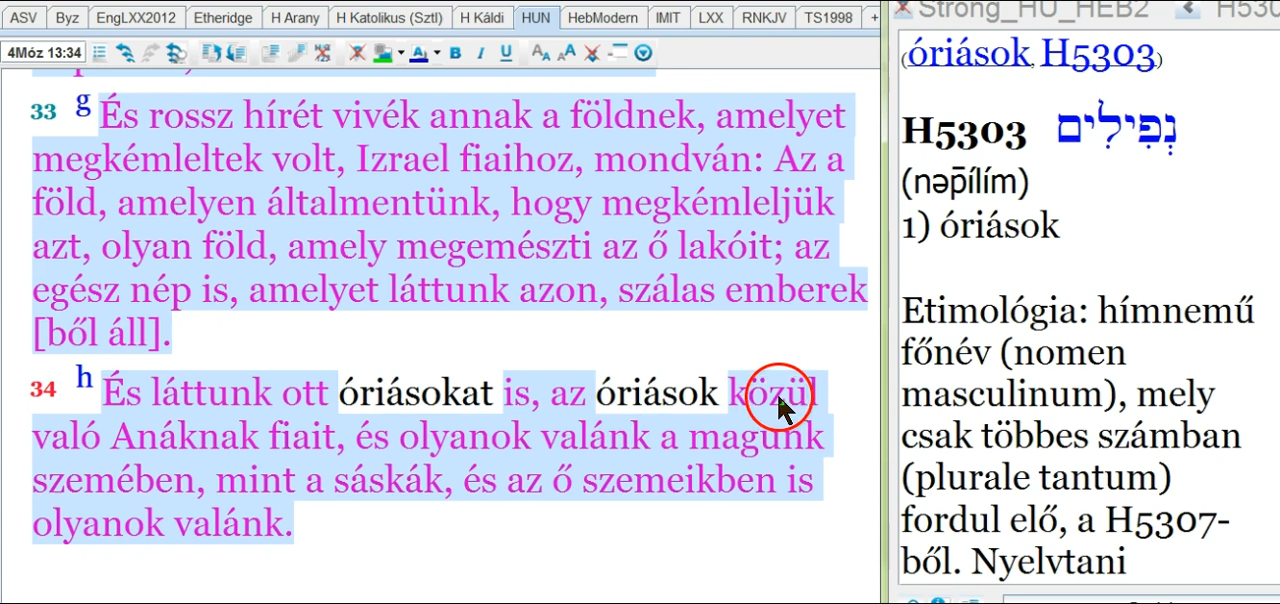 ASV Byz EngLXX2012 Etheridge H Arany H Katolikus (Sztl) H Káldi HUN HebModern IMIT LXX RNKJV TS1998 +
Strong_HU_HEB2
4Móz 13:34
33 g És rossz hírét vivék annak a földnek, amelyet
megkémleltek volt, Izrael fiaihoz, mondván: Az a
föld, amelyen általmentünk, hogy megkémleljük
azt, olyan föld, amely megemészti az ő lakóit; az
egész nép is, amelyet láttunk azon, szálas emberek
[ből áll].
34 h És láttunk ott óriásokat is, az óriások közül
való Anáknak fiait, és olyanok valánk a magunk
szemében, mint a sáskák, és az ő szemeikben is
olyanok valánk.
(óriások, H5303)
H5303 נְפִילִים
(nəp̄ilím)
1) óriások
Etimológia: hímnemű
főnév (nomen
masculinum), mely
csak többes számban
(plurale tantum)
fordul elő, a H5307-
ből. Nyelvtani